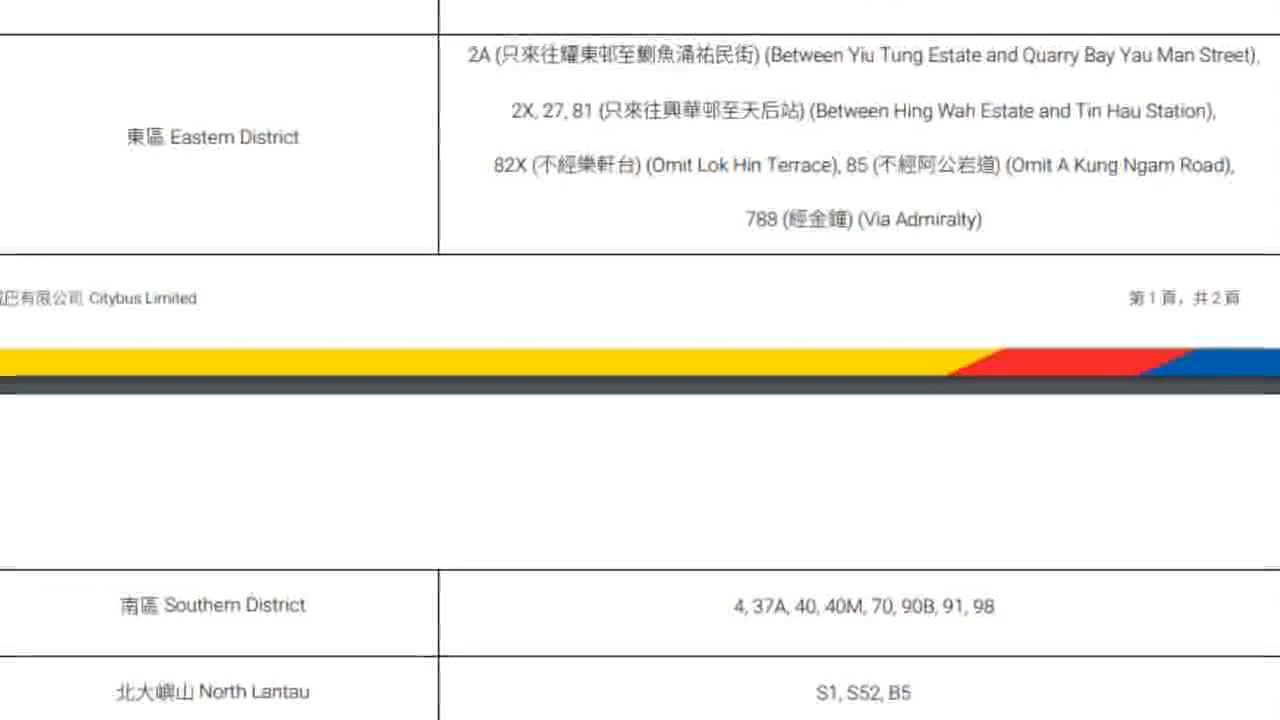 東區 Eastern District
2A (只來往耀東邨至鰂魚涌祐民街) (Between Yiu Tung Estate and Quarry Bay Yau Man Street),
2X, 27, 81 (只來往興華邨至天后站) (Between Hing Wah Estate and Tin Hau Station),
82X (不經樂軒台) (Omit Lok Hin Terrace), 85 (不經阿公岩道) (Omit A Kung Ngam Road),
788 (經金鐘) (Via Admiralty)
巴有限公司 Citybus Limited
第 1 頁，共 2 頁
南區 Southern District
4, 37A, 40, 40M, 70, 90B, 91, 98
北大嶼山 North Lantau
S1, S52, B5